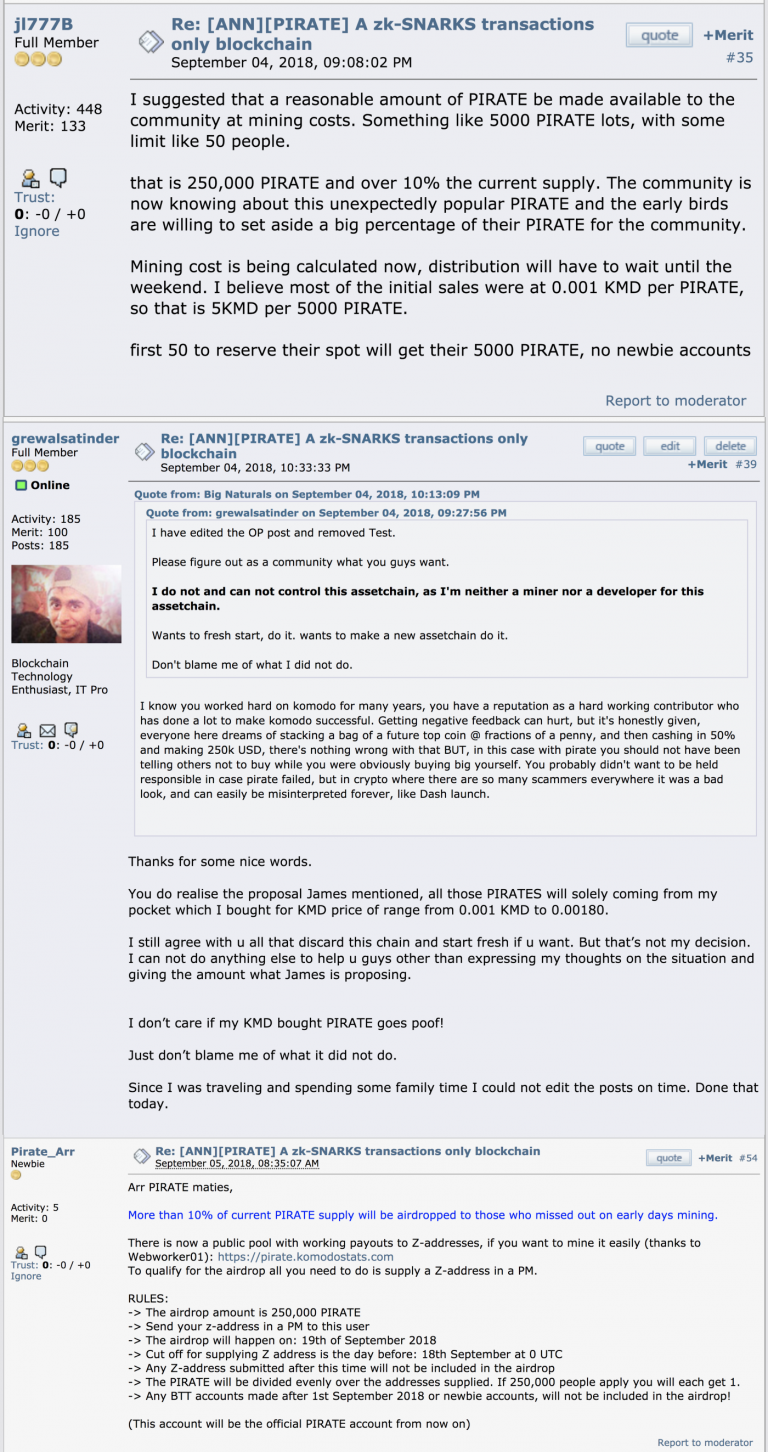 jl777B
Full Member
Re: [ANN][PIRATE] A zk-SNARKS transactions
only blockchain
September 04, 2018, 09:08:02 PM
quote
+Merit
#35
Activity: 448
Merit: 133
Trust:
0: -0 / +0
Ignore
I suggested that a reasonable amount of PIRATE be made available to the
community at mining costs. Something like 5000 PIRATE lots, with some
limit like 50 people.
that is 250,000 PIRATE and over 10% the current supply. The community is
now knowing about this unexpectedly popular PIRATE and the early birds
are willing to set aside a big percentage of their PIRATE for the community.
Mining cost is being calculated now, distribution will have to wait until the
weekend. I believe most of the initial sales were at 0.001 KMD per PIRATE,
so that is 5KMD per 5000 PIRATE.
first 50 to reserve their spot will get their 5000 PIRATE, no newbie accounts
Report to moderator
grewalsatinder
Full Member
Online
Activity: 185
Merit: 100
Posts: 185
Blockchain
Technology
Enthusiast, IT Pro
Trust: 0: -0 / +0
Re: [ANN][PIRATE] A zk-SNARKS transactions only
blockchain
September 04, 2018, 10:33:33 PM
quote
edit
delete
+Merit #39
Quote from: Big Naturals on September 04, 2018, 10:13:09 PM
Quote from: grewalsatinder on September 04, 2018, 09:27:56 PM
I have edited the OP post and removed Test.
Please figure out as a community what you guys want.
I do not and can not control this assetchain, as I'm neither a miner nor a developer for this
assetchain.
Wants to fresh start, do it. wants to make a new assetchain do it.
Don't blame me of what I did not do.
I know you worked hard on komodo for many years, you have a reputation as a hard working contributor who
has done a lot to make komodo successful. Getting negative feedback can hurt, but it's honestly given,
everyone here dreams of stacking a bag of a future top coin @ fractions of a penny, and then cashing in 50%
and making 250k USD, there's nothing wrong with that BUT, in this case with pirate you should not have been
telling others not to buy while you were obviously buying big yourself. You probably didn't want to be held
responsible in case pirate failed, but in crypto where there are so many scammers everywhere it was a bad
look, and can easily be misinterpreted forever, like Dash launch.
Thanks for some nice words.
You do realise the proposal James mentioned, all those PIRATES will solely coming from my
pocket which I bought for KMD price of range from 0.001 KMD to 0.00180.
I still agree with u all that discard this chain and start fresh if u want. But that’s not my decision.
I can not do anything else to help u guys other than expressing my thoughts on the situation and
giving the amount what James is proposing.
I don’t care if my KMD bought PIRATE goes poof!
Just don’t blame me of what it did not do.
Since I was traveling and spending some family time I could not edit the posts on time. Done that
today.
Pirate_Arr
Newbie
Activity: 5
Merit: 0
Trust: 0: -0 / +0
Ignore
Re: [ANN][PIRATE] A zk-SNARKS transactions only blockchain
September 05, 2018, 08:35:07 AM
quote
+Merit #54
Arr PIRATE maties,
More than 10% of current PIRATE supply will be airdropped to those who missed out on early days mining.
There is now a public pool with working payouts to Z-addresses, if you want to mine it easily (thanks to
Webworker01): https://pirate.komodostats.com
To qualify for the airdrop all you need to do is supply a Z-address in a PM.
RULES:
-> The airdrop amount is 250,000 PIRATE
-> Send your z-address in a PM to this user
-> The airdrop will happen on: 19th of September 2018
-> Cut off for supplying Z address is the day before: 18th September at 0 UTC
-> Any Z-address submitted after this time will not be included in the airdrop
-> The PIRATE will be divided evenly over the addresses supplied. If 250,000 people apply you will each get 1.
-> Any BTT accounts made after 1st September 2018 or newbie accounts, will not be included in the airdrop!
(This account will be the official PIRATE account from now on)
Report to moderator